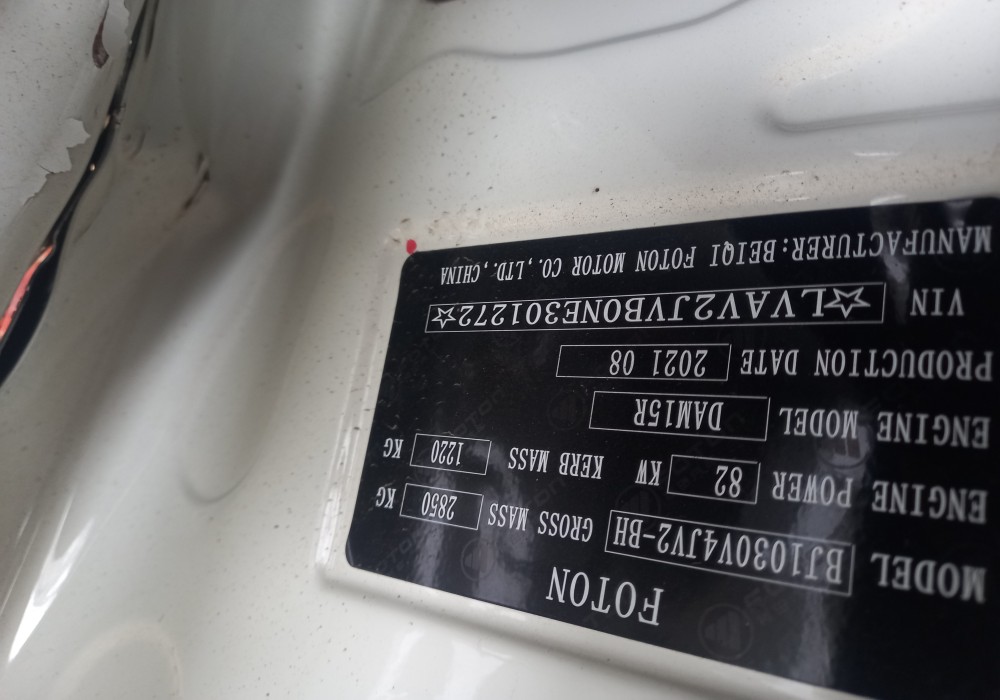 FOTON
MODEL BJ1030V4JV2-BH GROSS MASS 2850 KG
ENGINE POWER 82 KW KERB MASS 1220 KG
ENGINE MODEL DAM15R
PRODUCTION DATE 2021 08
VIN ☆LVAV2JVB0NE301272☆
MANUFACTURER:BEIQI FOTON MOTOR CO.,LTD.,CHINA